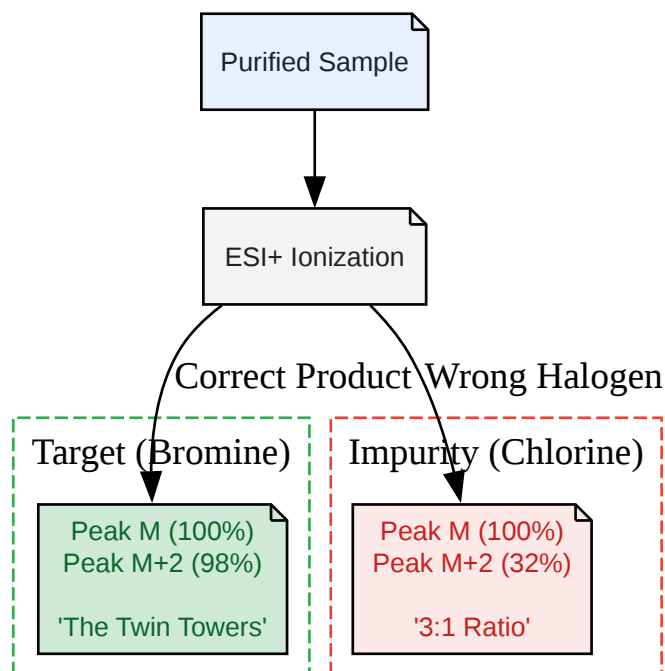 Purified Sample
ESI+ Ionization
Correct Product
Wrong Halogen
Target (Bromine)
Impurity (Chlorine)
Peak M (100%)
Peak M+2 (98%)
'The Twin Towers'
Peak M (100%)
Peak M+2 (32%)
'3:1 Ratio'